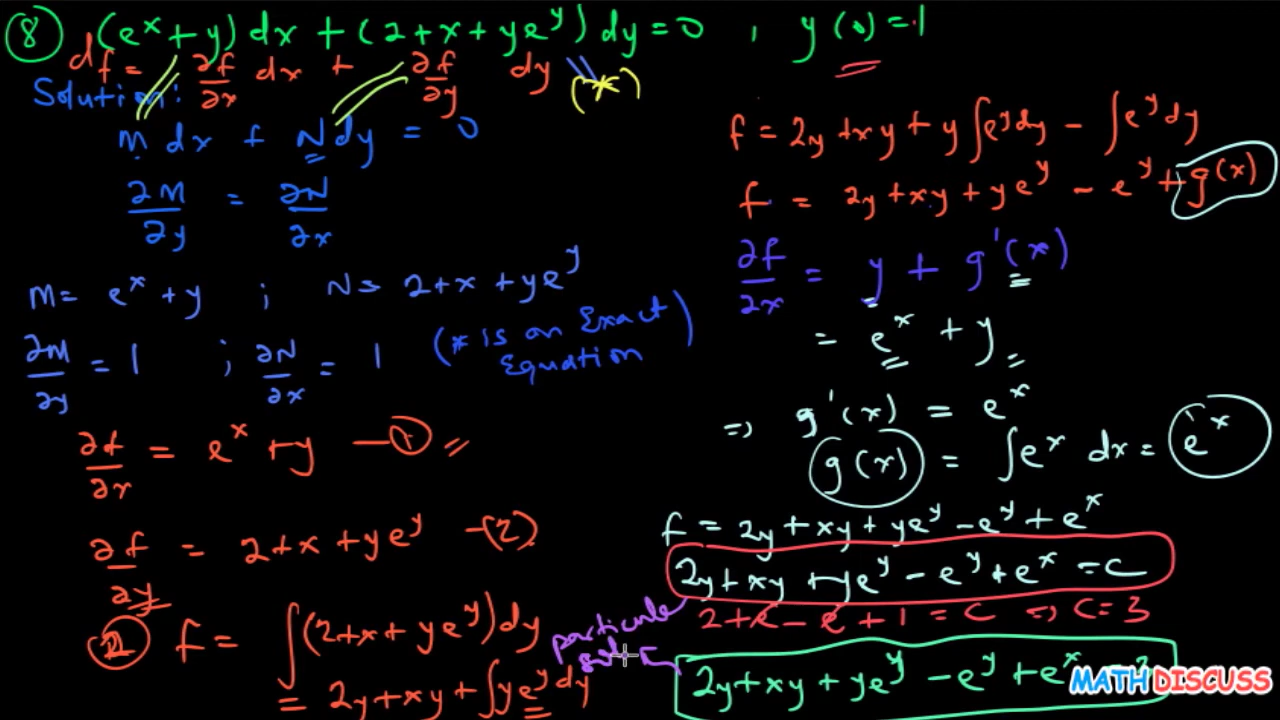 ⑧ (e^x + y) dx + (2 + x + ye^y) dy = 0 , y(0) = 1
df = ∂f/∂x dx + ∂f/∂y dy (*)
Solution:
M dx + N dy = 0
∂M/∂y = ∂N/∂x
M = e^x + y ; N = 2 + x + ye^y
∂M/∂y = 1 ; ∂N/∂x = 1 (* is an Exact
Equation)
∂f/∂x = e^x + y —①
∂f/∂y = 2 + x + ye^y —(2)
② f = ∫(2 + x + ye^y) dy
= 2y + xy + ∫ye^y dy
f = 2y + xy + y∫e^y dy - ∫e^y dy
f = 2y + xy + ye^y - e^y + g(x)
∂f/∂x = y + g'(x)
= e^x + y
⇒ g'(x) = e^x
g(x) = ∫e^x dx = e^x
f = 2y + xy + ye^y - e^y + e^x
2y + xy + ye^y - e^y + e^x = C
2 + e - e + 1 = C ⇒ C = 3
particule
2y + xy + ye^y - e^y + e^x
MATH DISCUSS